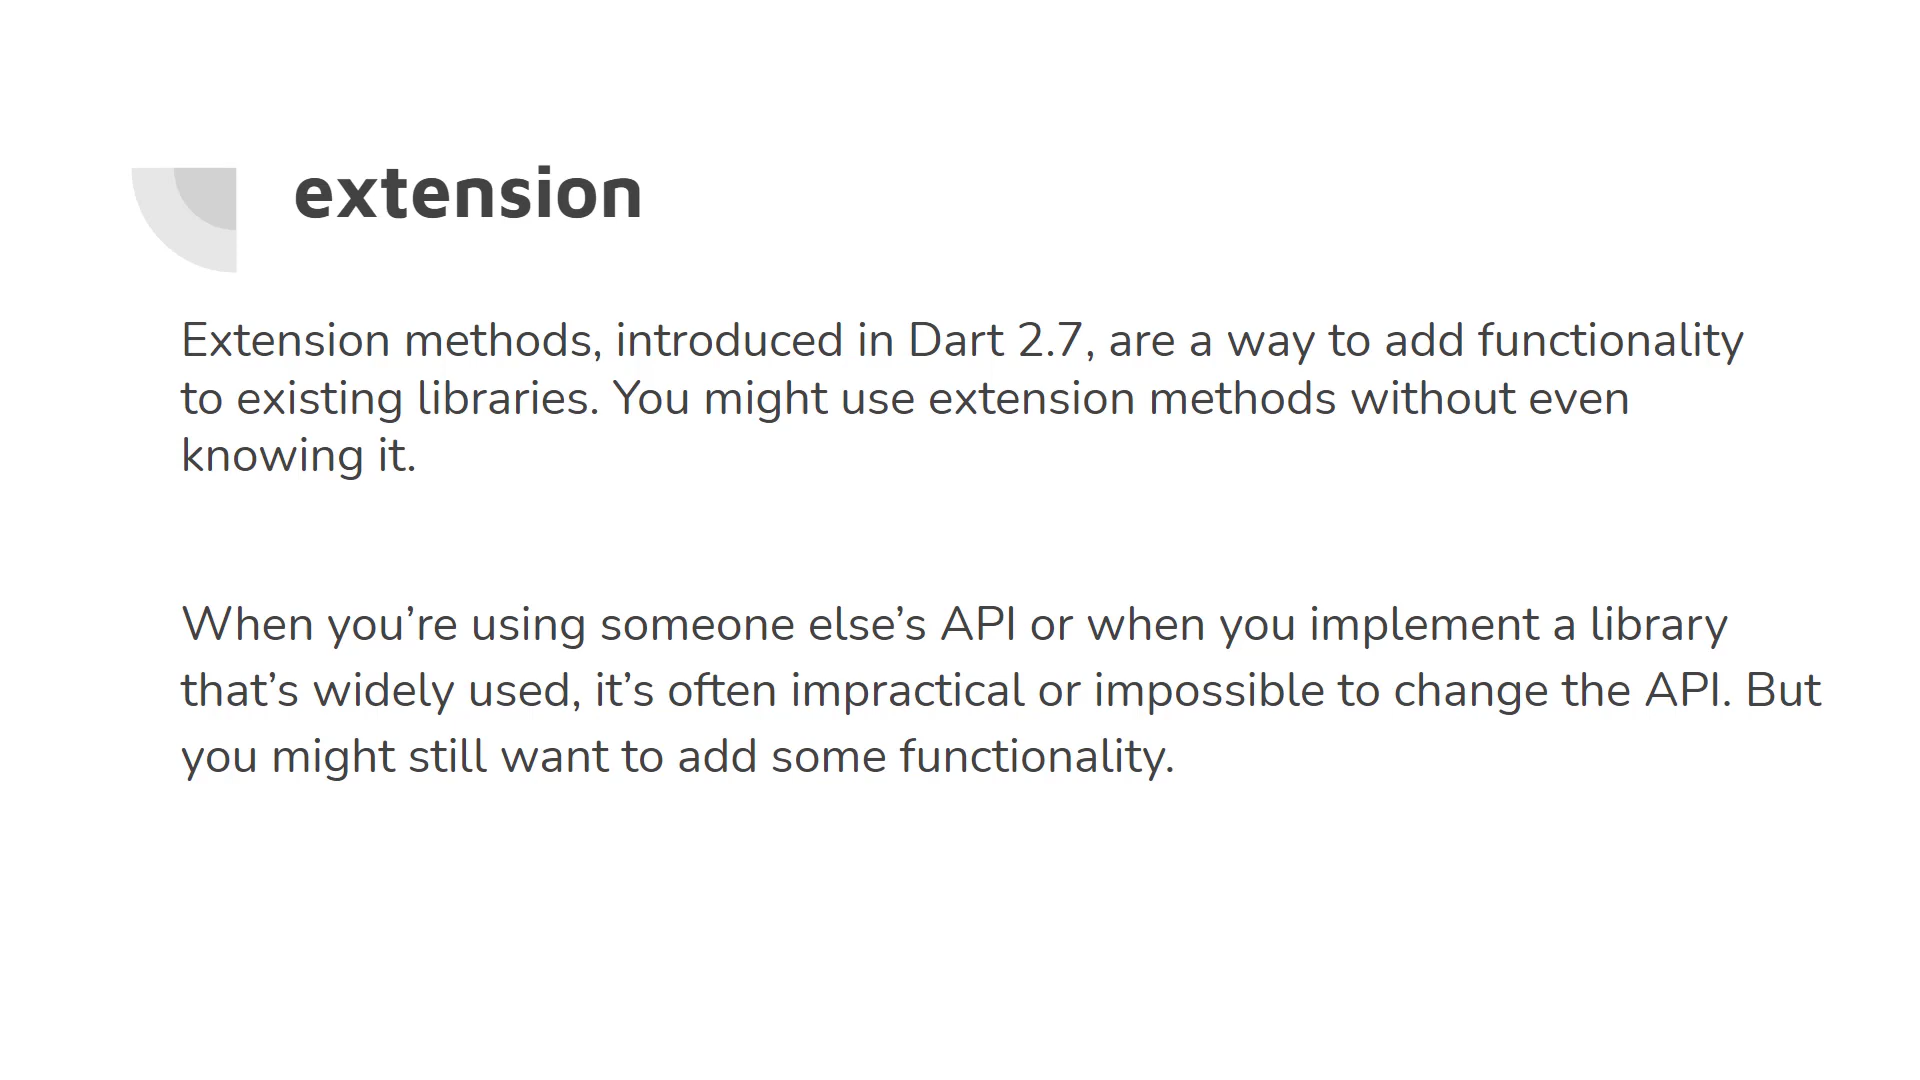 extension
Extension methods, introduced in Dart 2.7, are a way to add functionality
to existing libraries. You might use extension methods without even
knowing it.
When you’re using someone else’s API or when you implement a library
that’s widely used, it’s often impractical or impossible to change the API. But
you might still want to add some functionality.